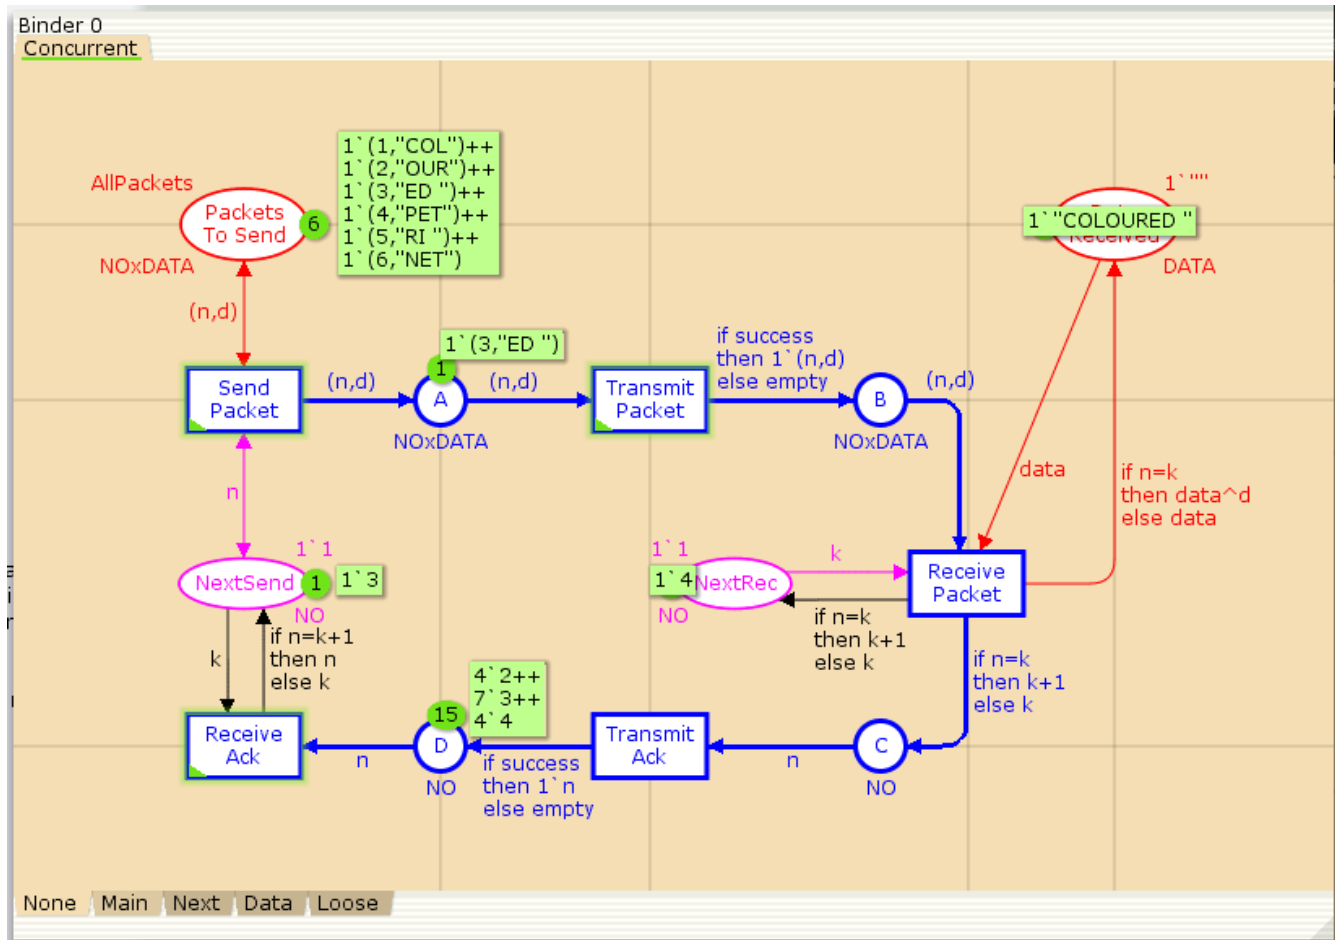 Binder 0
Concurrent
1`(1,"COL")++
1`(2,"OUR")++
1`(3,"ED ")++
1`(4,"PET")++
1`(5,"RI ")++
1`(6,"NET")
AllPackets
Packets
To Send
6
NOxDATA
1`""
1`"COLOURED "
Received
DATA
(n,d)
1`(3,"ED ")
1
if success
then 1`(n,d)
else empty
Send
Packet
(n,d)
A
(n,d)
Transmit
Packet
B
(n,d)
NOxDATA
NOxDATA
n
data
if n=k
then data^d
else data
1`1
NextSend
1
1`3
NO
1`1
1`4
NextRec
NO
k
Receive
Packet
k
if n=k+1
then n
else k
if n=k
then k+1
else k
if n=k
then k+1
else k
4`2++
7`3++
4`4
15
Receive
Ack
n
D
NO
if success
then 1`n
else empty
Transmit
Ack
n
C
NO
None
Main
Next
Data
Loose